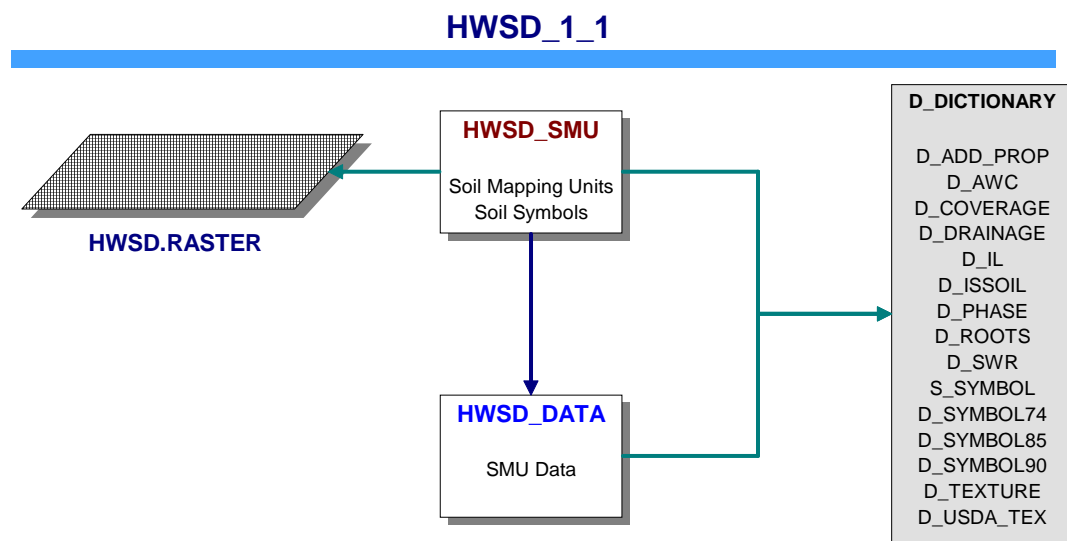 HWSD_1_1
HWSD_SMU
Soil Mapping Units
Soil Symbols
HWSD.RASTER
HWSD_DATA
SMU Data
D_DICTIONARY
D_ADD_PROP
D_AWC
D_COVERAGE
D_DRAINAGE
D_IL
D_ISSOIL
D_PHASE
D_ROOTS
D_SWR
S_SYMBOL
D_SYMBOL74
D_SYMBOL85
D_SYMBOL90
D_TEXTURE
D_USDA_TEX